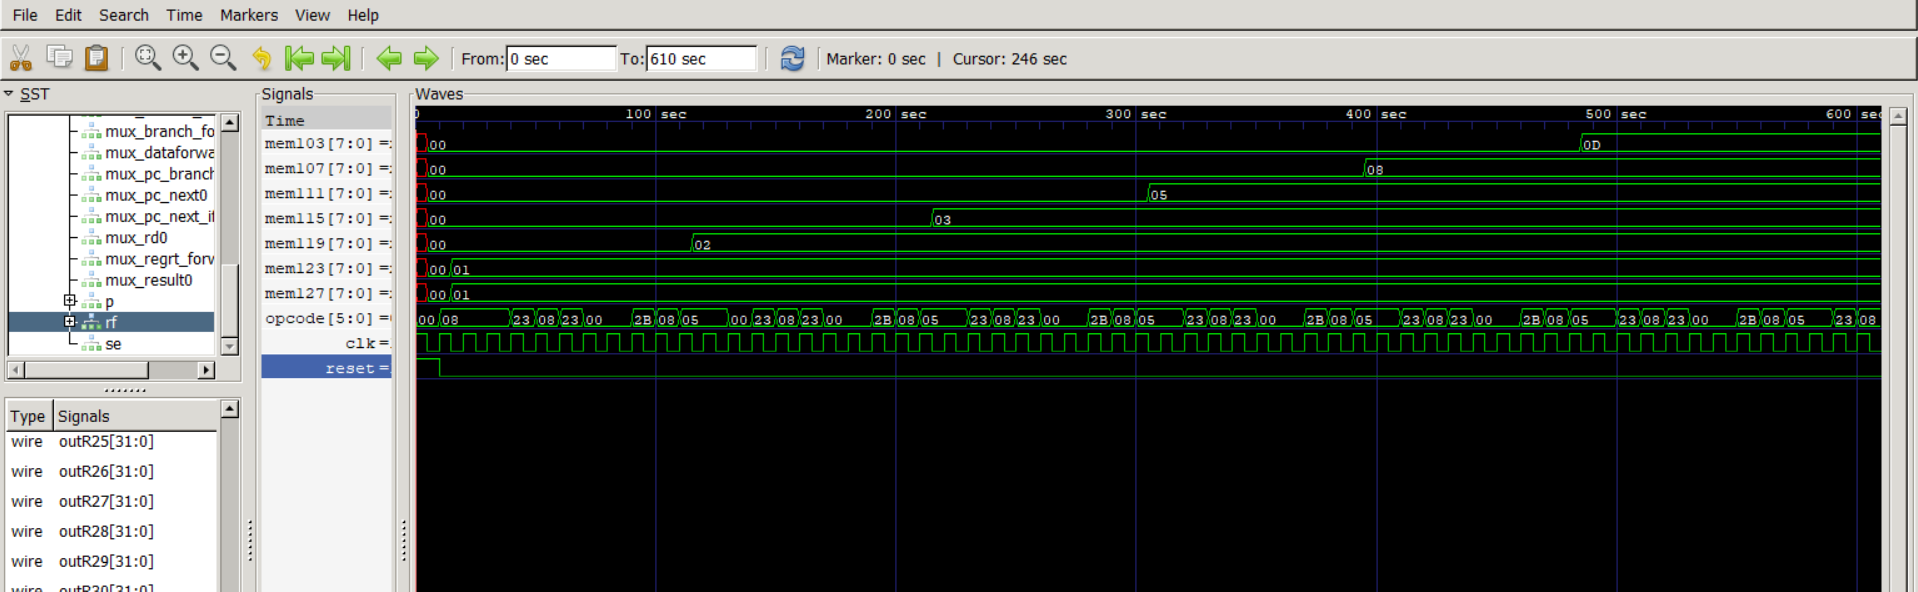 File Edit Search Time Markers View Help
From: 0 sec To: 610 sec Marker: 0 sec | Cursor: 246 sec
SST
mux_branch_fo
mux_dataforwa
mux_pc_branch
mux_pc_next0
mux_pc_next_if
mux_rd0
mux_regrt_forw
mux_result0
p
rf
se
Type Signals
wire outR25[31:0]
wire outR26[31:0]
wire outR27[31:0]
wire outR28[31:0]
wire outR29[31:0]
wire outR30[31:0]
Signals
Time
mem103[7:0] =
mem107[7:0] =
mem111[7:0] =
mem115[7:0] =
mem119[7:0] =
mem123[7:0] =
mem127[7:0] =
opcode[5:0] =
clk =
reset =
Waves
100 sec 200 sec 300 sec 400 sec 500 sec 600 sec
00 0D
00 08
00 05
00 03
00 02
00 01
00 01
00 08 23 08 23 00 2B 08 05 00 23 08 23 00 2B 08 05 23 08 23 00 2B 08 05 23 08 23 00 2B 08 05 23 08 23 00 2B 08 05 23 08 23 00 2B 08 05 23 08